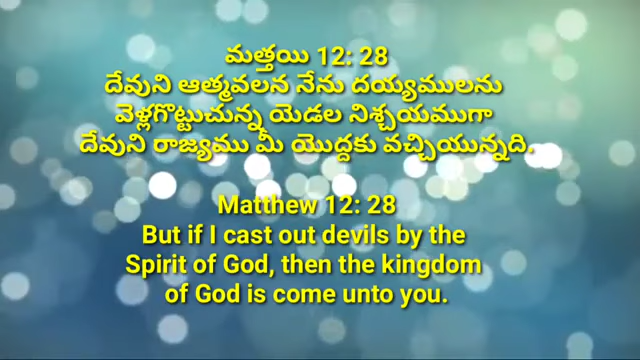 మత్తయి 12: 28
దేవుని ఆత్మవలన నేను దయ్యములను
వెళ్లగొట్టుచున్న యెడల నిశ్చయముగా
దేవుని రాజ్యము మీ యొద్దకు వచ్చియున్నది.
Matthew 12: 28
But if I cast out devils by the
Spirit of God, then the kingdom
of God is come unto you.